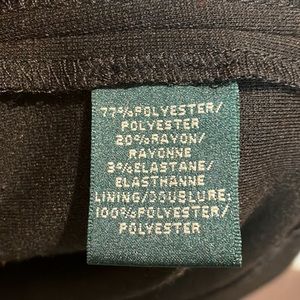 77%POLYESTER/
POLYESTER
20%RAYON/
RAYONNE
3%ELASTANE/
ELASTHANNE
LINING/DOUBLURE:
100%POLYESTER/
POLYESTER